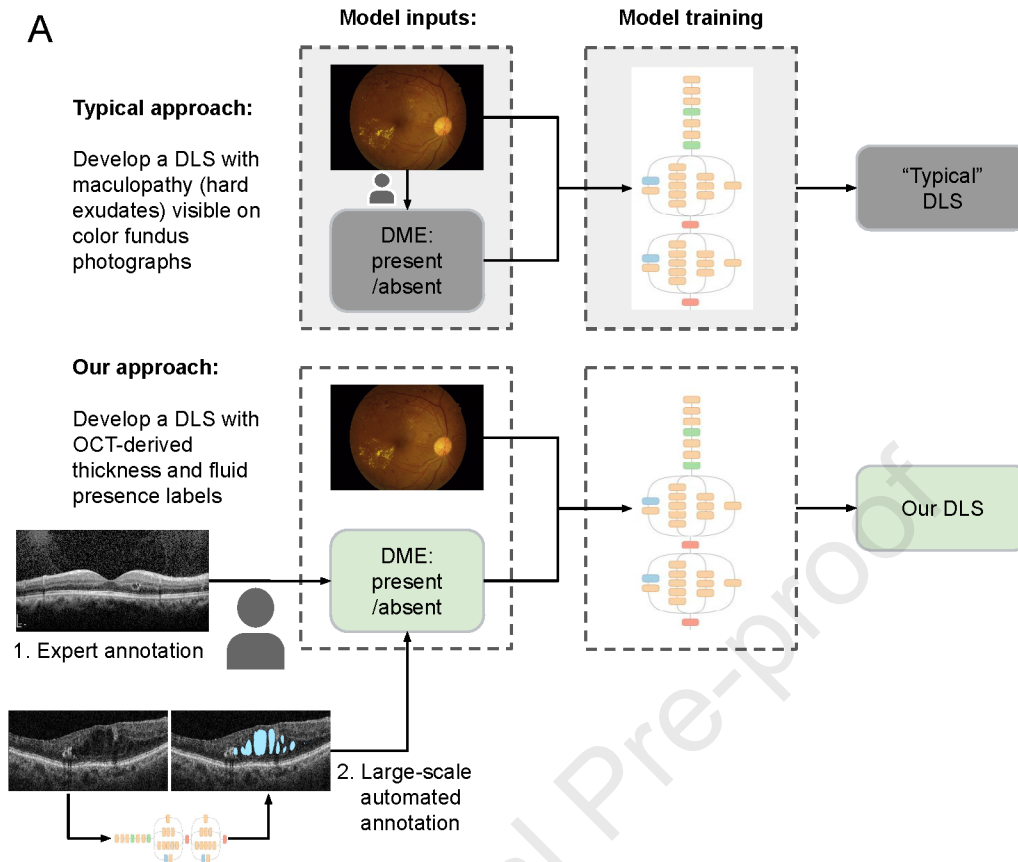 A
Model inputs:
Model training
Typical approach:
Develop a DLS with
maculopathy (hard
exudates) visible on
color fundus
photographs
DME:
present
/absent
“Typical”
DLS
Our approach:
Develop a DLS with
OCT-derived
thickness and fluid
presence labels
DME:
present
/absent
Our DLS
1. Expert annotation
2. Large-scale
automated
annotation
Pre-proof